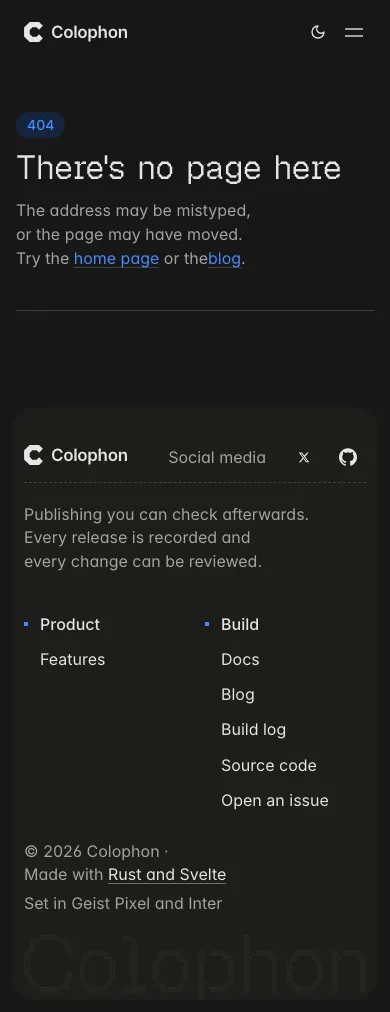 Colophon
404
There's no page here
The address may be mistyped,
or the page may have moved.
Try the home page or theblog.
Colophon
Social media
Publishing you can check afterwards.
Every release is recorded and
every change can be reviewed.
Product
Features
Build
Docs
Blog
Build log
Source code
Open an issue
© 2026 Colophon ·
Made with Rust and Svelte
Set in Geist Pixel and Inter
Colophon